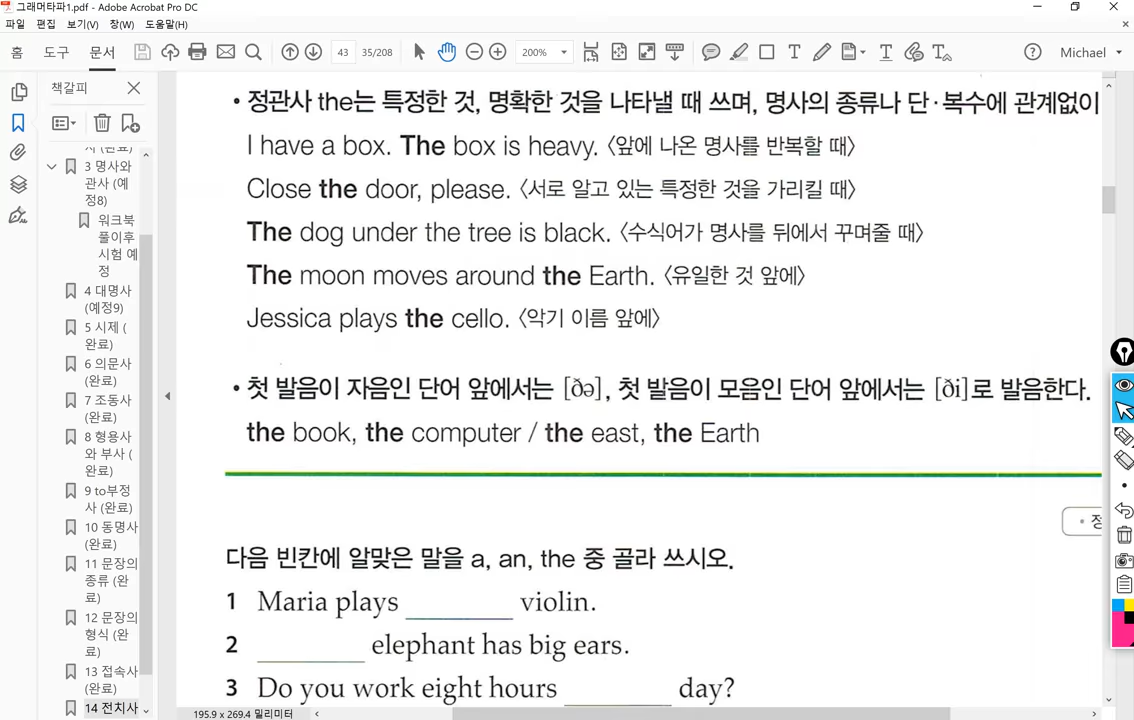 그래머타파1.pdf - Adobe Acrobat Pro DC
파일 편집 보기(V) 창(W) 도움말(H)
홈 도구 문서 43 35/208 200% Michael
책갈피
3 명사와
관사 (예
정8)
워크북
풀이후
시험 예
정
4 대명사
(예정9)
5 시제 (
완료)
6 의문사
(완료)
7 조동사
(완료)
8 형용사
와 부사 (
완료)
9 to부정
사 (완료)
10 동명사
(완료)
11 문장의
종류 (완
료)
12 문장의
형식 (완
료)
13 접속사
(완료)
14 전치사
• 정관사 the는 특정한 것, 명확한 것을 나타낼 때 쓰며, 명사의 종류나 단·복수에 관계없이
I have a box. The box is heavy. 〈앞에 나온 명사를 반복할 때〉
Close the door, please. 〈서로 알고 있는 특정한 것을 가리킬 때〉
The dog under the tree is black. 〈수식어가 명사를 뒤에서 꾸며줄 때〉
The moon moves around the Earth. 〈유일한 것 앞에〉
Jessica plays the cello. 〈악기 이름 앞에〉
• 첫 발음이 자음인 단어 앞에서는 [ðə], 첫 발음이 모음인 단어 앞에서는 [ði]로 발음한다.
the book, the computer / the east, the Earth
다음 빈칸에 알맞은 말을 a, an, the 중 골라 쓰시오.
1 Maria plays ________ violin.
2 ________ elephant has big ears.
3 Do you work eight hours ________ day?
195.9 x 269.4 밀리미터